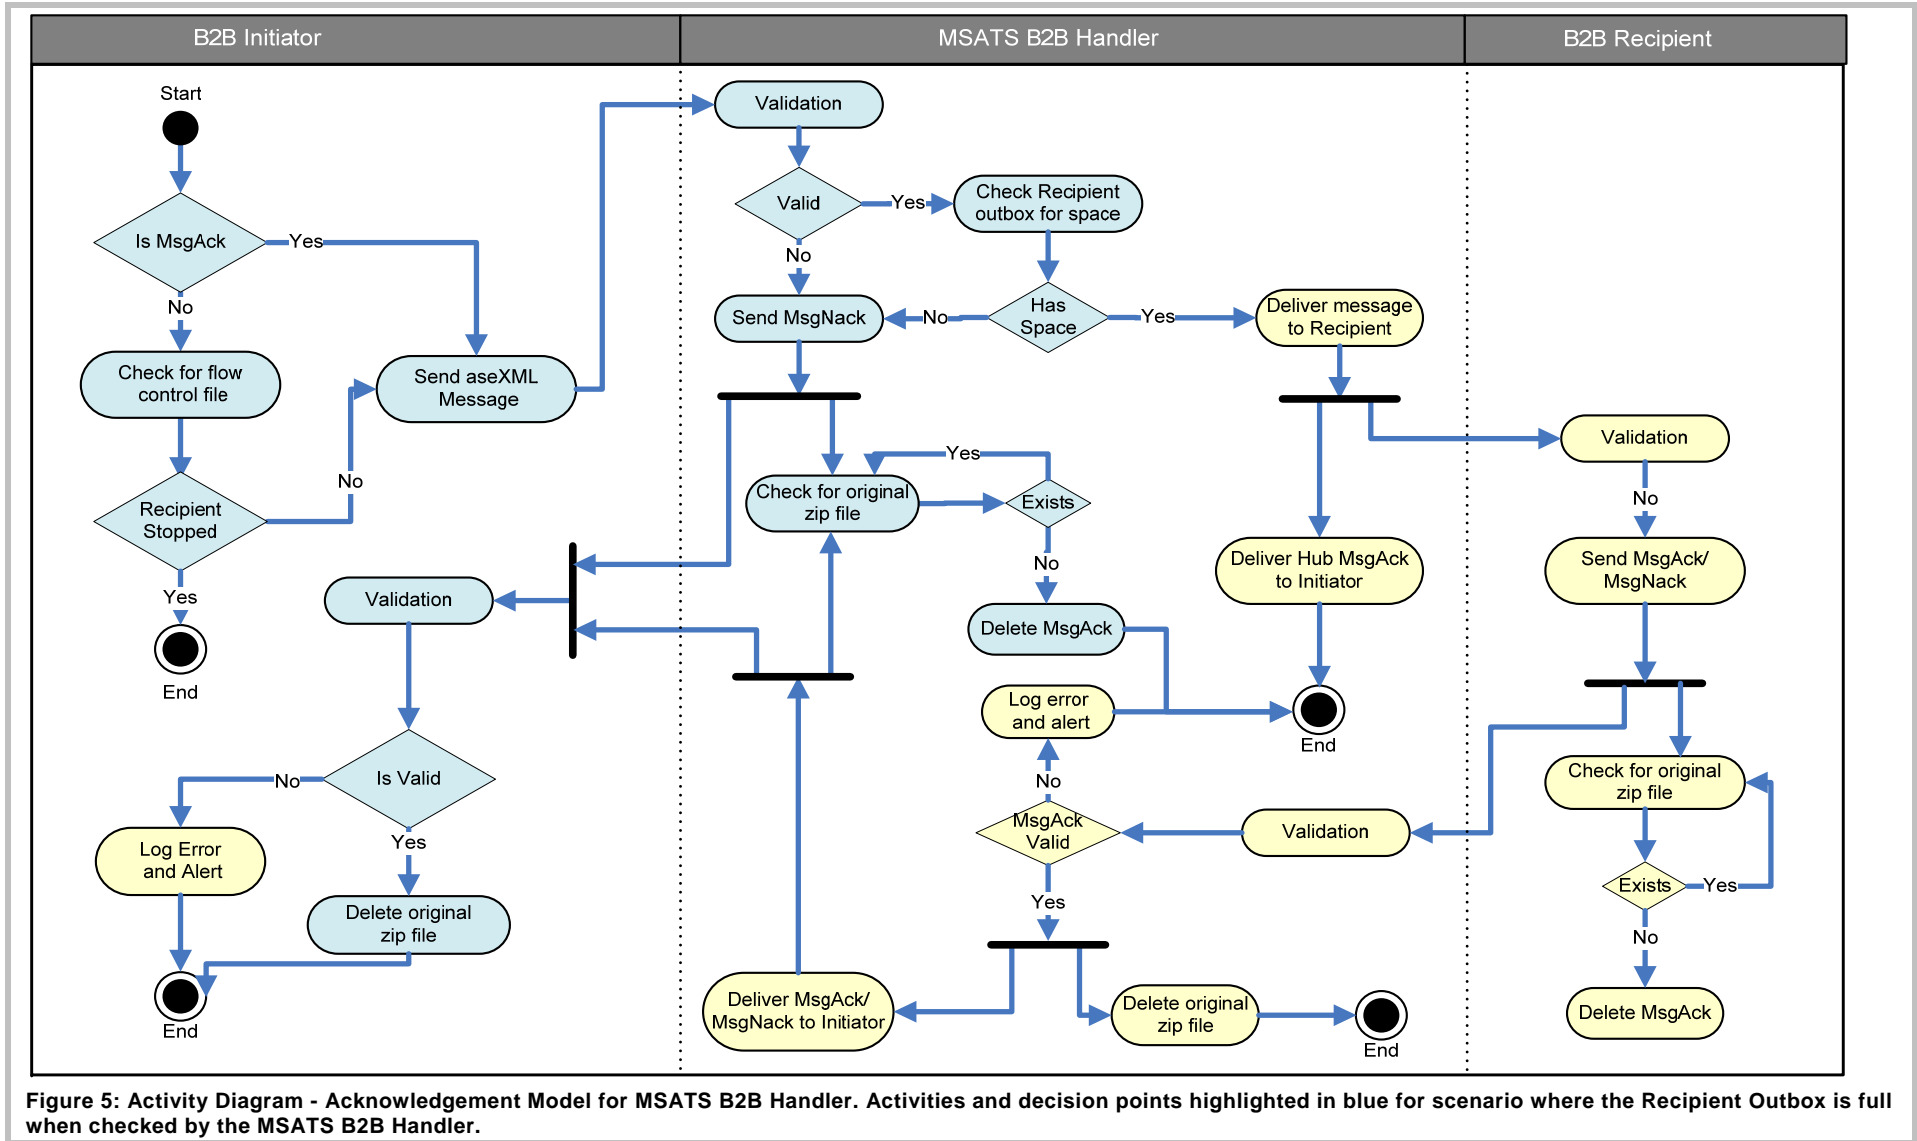 B2B Initiator
MSATS B2B Handler
B2B Recipient
Start
Is MsgAck
Yes
No
Check for flow
control file
Recipient
Stopped
No
Yes
End
Send aseXML
Message
Validation
Is Valid
No
Yes
Log Error
and Alert
Delete original
zip file
End
Validation
Valid
Yes
No
Check Recipient
outbox for space
Has
Space
No
Yes
Send MsgNack
Deliver message
to Recipient
Check for original
zip file
Yes
Exists
No
Delete MsgAck
Deliver Hub MsgAck
to Initiator
Log error
and alert
End
No
MsgAck
Valid
Validation
Yes
Deliver MsgAck/
MsgNack to Initiator
Delete original
zip file
End
Validation
No
Send MsgAck/
MsgNack
Check for original
zip file
Exists
Yes
No
Delete MsgAck
Figure 5: Activity Diagram - Acknowledgement Model for MSATS B2B Handler. Activities and decision points highlighted in blue for scenario where the Recipient Outbox is full
when checked by the MSATS B2B Handler.